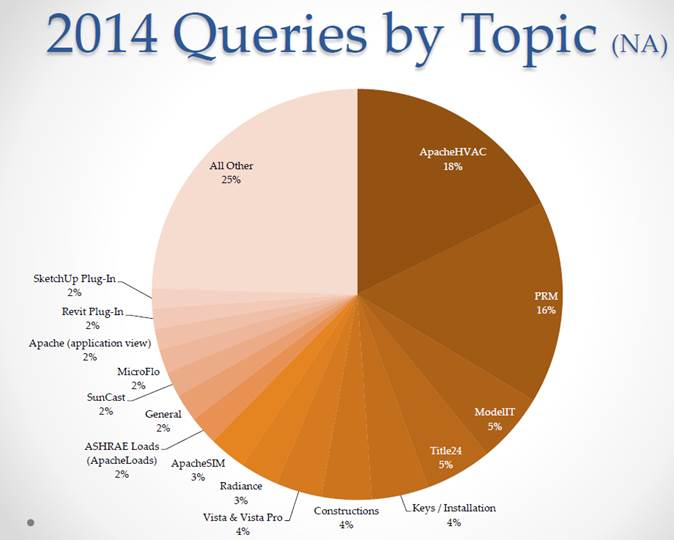 2014 Queries by Topic (NA)
ApacheHVAC
18%
PRM
16%
ModelIT
5%
Title24
5%
Keys / Installation
4%
Constructions
4%
Vista & Vista Pro
4%
Radiance
3%
ApacheSIM
3%
ASHRAE Loads
(ApacheLoads)
2%
General
2%
SunCast
2%
MicroFlo
2%
Apache (application view)
2%
Revit Plug-In
2%
SketchUp Plug-In
2%
All Other
25%